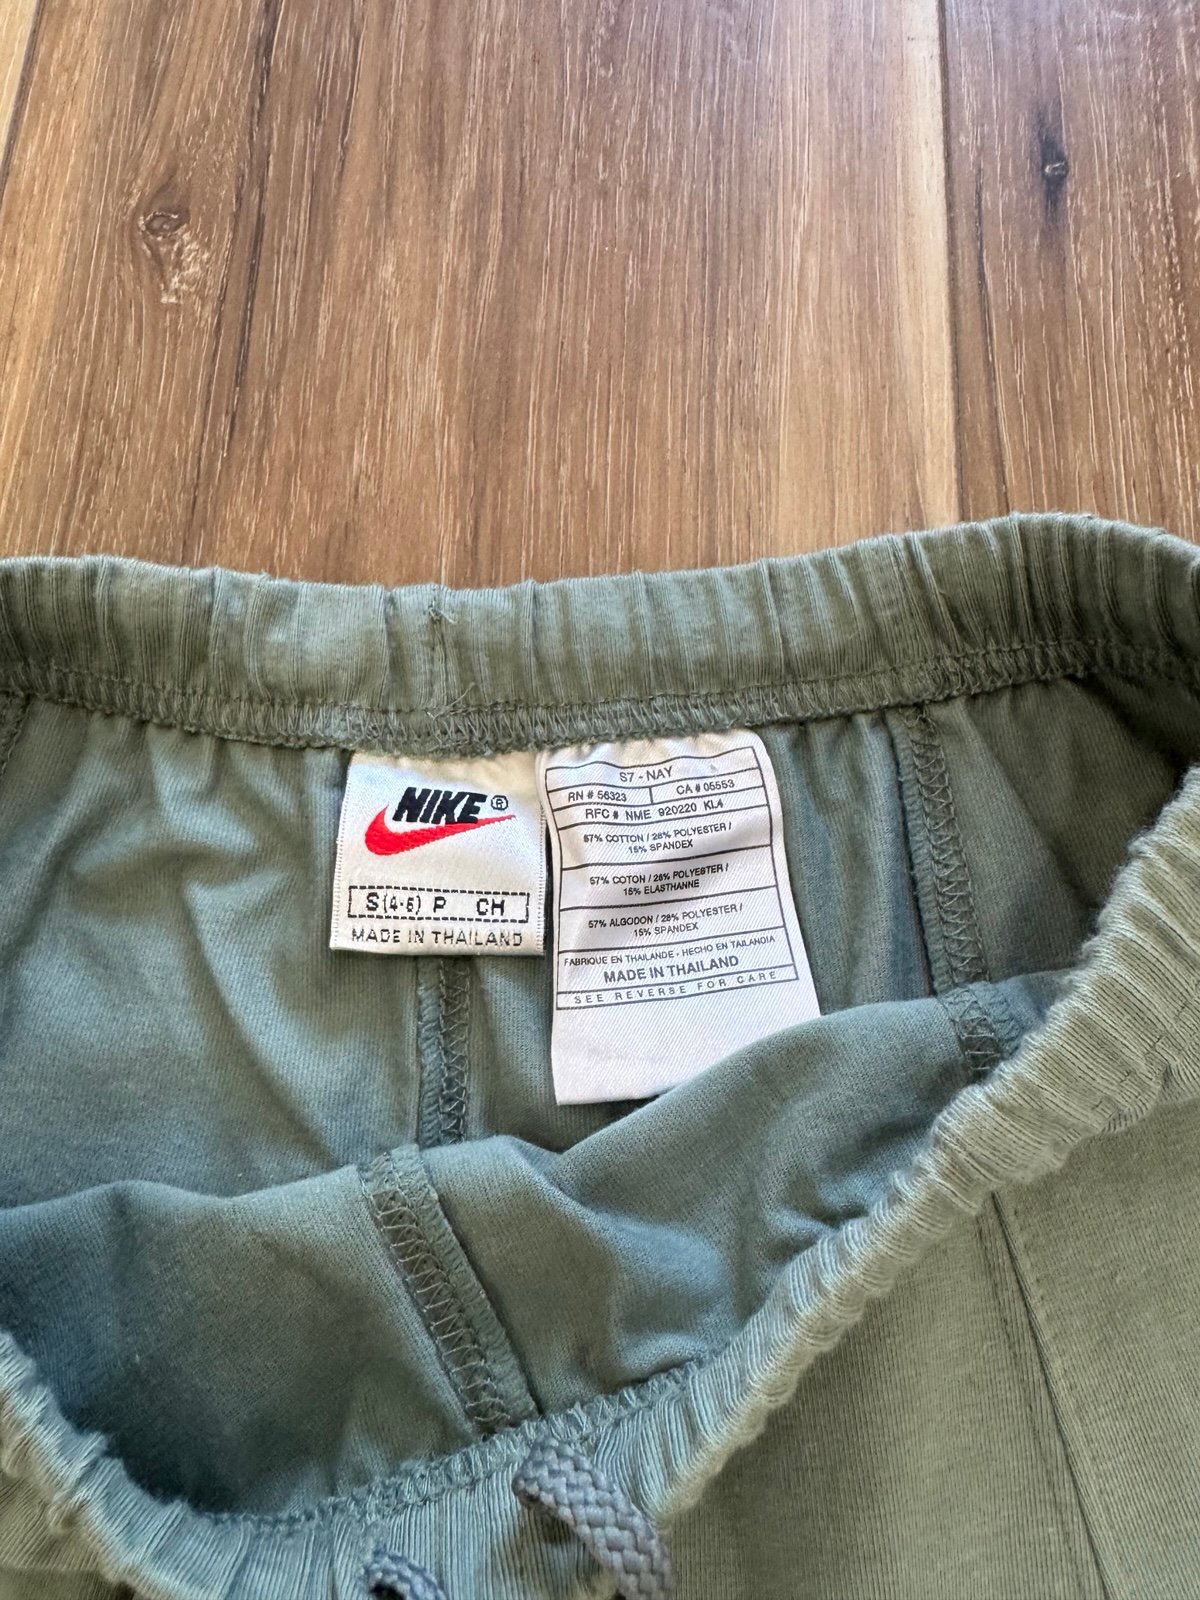 NIKE®
S(4-6) P CH
MADE IN THAILAND
S7 - NAY
RN # 56323 CA # 05553
RFC # NME 920220 KL4
57% COTTON / 28% POLYESTER /
15% SPANDEX
57% COTON / 28% POLYESTER /
15% ELASTHANNE
57% ALGODON / 28% POLYESTER /
15% SPANDEX
FABRIQUE EN THAILANDE - HECHO EN TAILANDIA
MADE IN THAILAND
SEE REVERSE FOR CARE